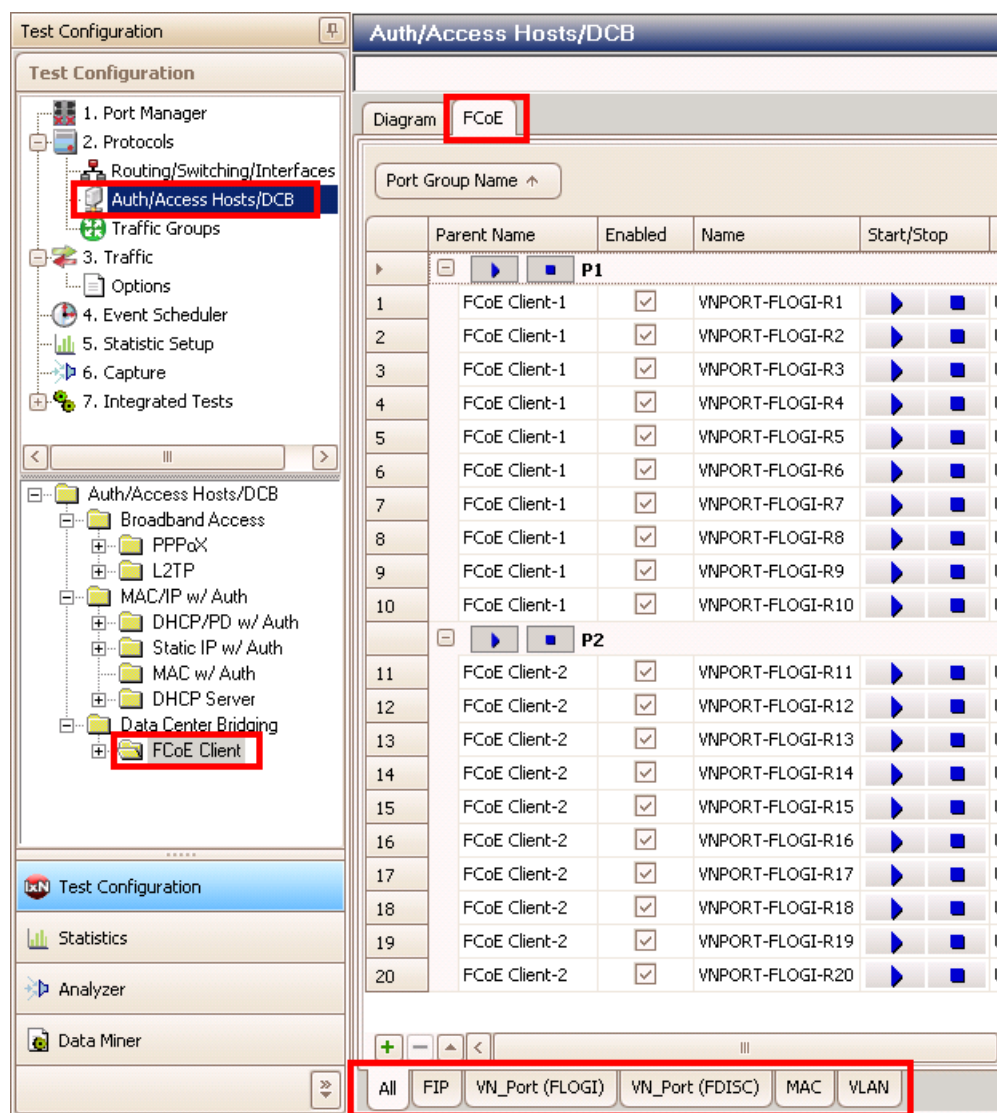 Test Configuration
Test Configuration
1. Port Manager
2. Protocols
Routing/Switching/Interfaces
Auth/Access Hosts/DCB
Traffic Groups
3. Traffic
Options
4. Event Scheduler
5. Statistic Setup
6. Capture
7. Integrated Tests
Auth/Access Hosts/DCB
Broadband Access
PPPoX
L2TP
MAC/IP w/ Auth
DHCP/PD w/ Auth
Static IP w/ Auth
MAC w/ Auth
DHCP Server
Data Center Bridging
FCoE Client
IxN Test Configuration
Statistics
Analyzer
Data Miner
Auth/Access Hosts/DCB
Diagram FCoE
Port Group Name
Parent Name Enabled Name Start/Stop
P1
1 FCoE Client-1 VNPORT-FLOGI-R1
2 FCoE Client-1 VNPORT-FLOGI-R2
3 FCoE Client-1 VNPORT-FLOGI-R3
4 FCoE Client-1 VNPORT-FLOGI-R4
5 FCoE Client-1 VNPORT-FLOGI-R5
6 FCoE Client-1 VNPORT-FLOGI-R6
7 FCoE Client-1 VNPORT-FLOGI-R7
8 FCoE Client-1 VNPORT-FLOGI-R8
9 FCoE Client-1 VNPORT-FLOGI-R9
10 FCoE Client-1 VNPORT-FLOGI-R10
P2
11 FCoE Client-2 VNPORT-FLOGI-R11
12 FCoE Client-2 VNPORT-FLOGI-R12
13 FCoE Client-2 VNPORT-FLOGI-R13
14 FCoE Client-2 VNPORT-FLOGI-R14
15 FCoE Client-2 VNPORT-FLOGI-R15
16 FCoE Client-2 VNPORT-FLOGI-R16
17 FCoE Client-2 VNPORT-FLOGI-R17
18 FCoE Client-2 VNPORT-FLOGI-R18
19 FCoE Client-2 VNPORT-FLOGI-R19
20 FCoE Client-2 VNPORT-FLOGI-R20
All FIP VN_Port (FLOGI) VN_Port (FDISC) MAC VLAN